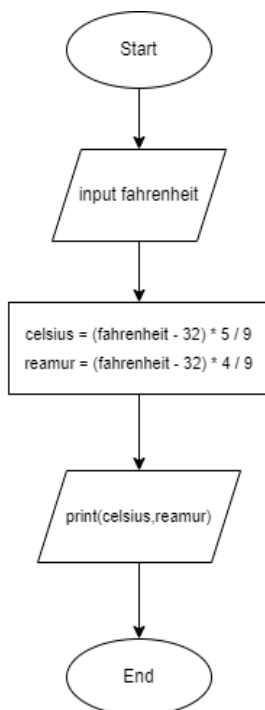 Start
input fahrenheit
celsius = (fahrenheit - 32) * 5 / 9
reamur = (fahrenheit - 32) * 4 / 9
print(celsius,reamur)
End